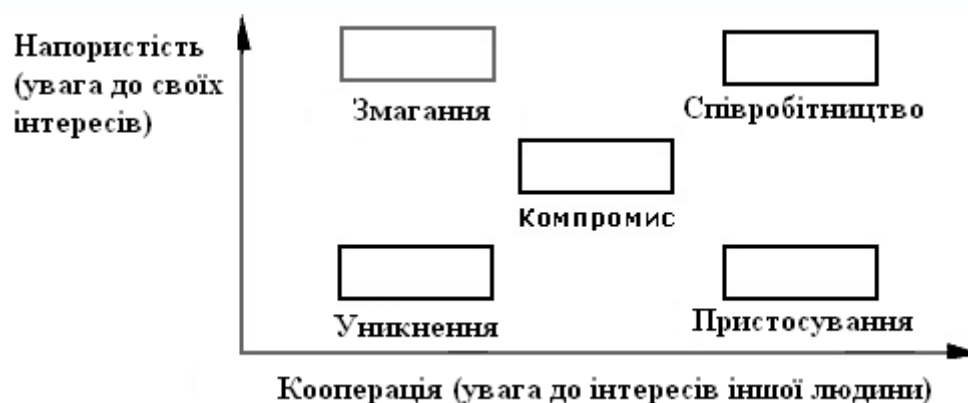 Напористість
(увага до своїх
інтересів)
Змагання
Співробітництво
Компромис
Уникнення
Пристосування
Кооперація (увага до інтересів іншої людини)